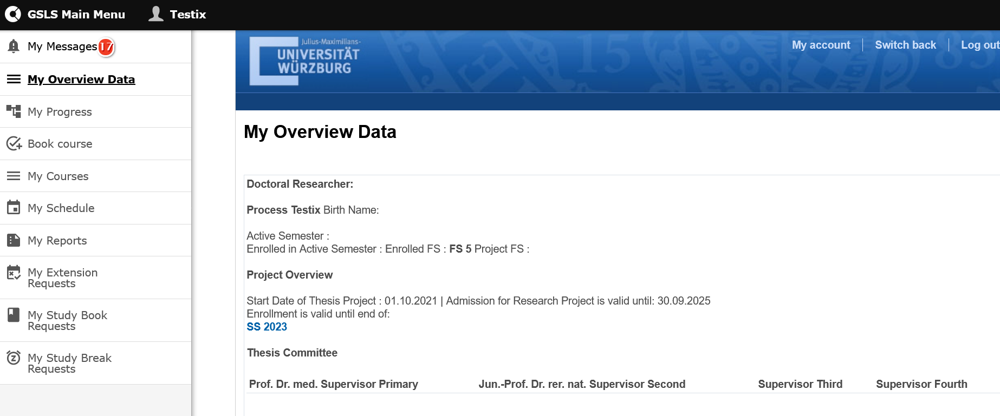 GSLS Main Menu
Testix
My Messages 17
My Overview Data
My Progress
Book course
My Courses
My Schedule
My Reports
My Extension
Requests
My Study Book
Requests
My Study Break
Requests
Julius-Maximilians-
UNIVERSITÄT
WÜRZBURG
15
83
My account
Switch back
Log out
My Overview Data
Doctoral Researcher:
Process Testix Birth Name:
Active Semester :
Enrolled in Active Semester : Enrolled FS : FS 5 Project FS :
Project Overview
Start Date of Thesis Project : 01.10.2021 | Admission for Research Project is valid until: 30.09.2025
Enrollment is valid until end of:
SS 2023
Thesis Committee
Prof. Dr. med. Supervisor Primary
Jun.-Prof. Dr. rer. nat. Supervisor Second
Supervisor Third
Supervisor Fourth